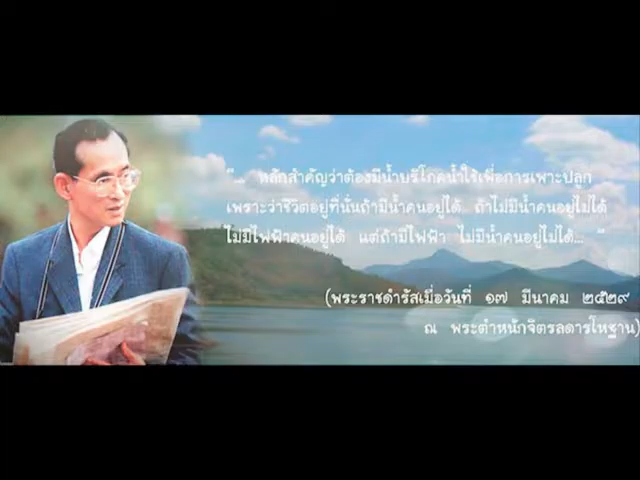 "... หลักสำคัญว่าต้องมีน้ำบริโภคน้ำใช้เพื่อการเพาะปลูก
เพราะว่าชีวิตอยู่ที่นั่นถ้ามีน้ำคนอยู่ได้... ถ้าไม่มีน้ำคนอยู่ไม่ได้
ไม่มีไฟฟ้าคนอยู่ได้ แต่ถ้ามีไฟฟ้า ไม่มีน้ำคนอยู่ไม่ได้... "
(พระราชดำรัสเมื่อวันที่ ๑๗ มีนาคม ๒๕๒๙
ณ พระตำหนักจิตรลดารโหฐาน)